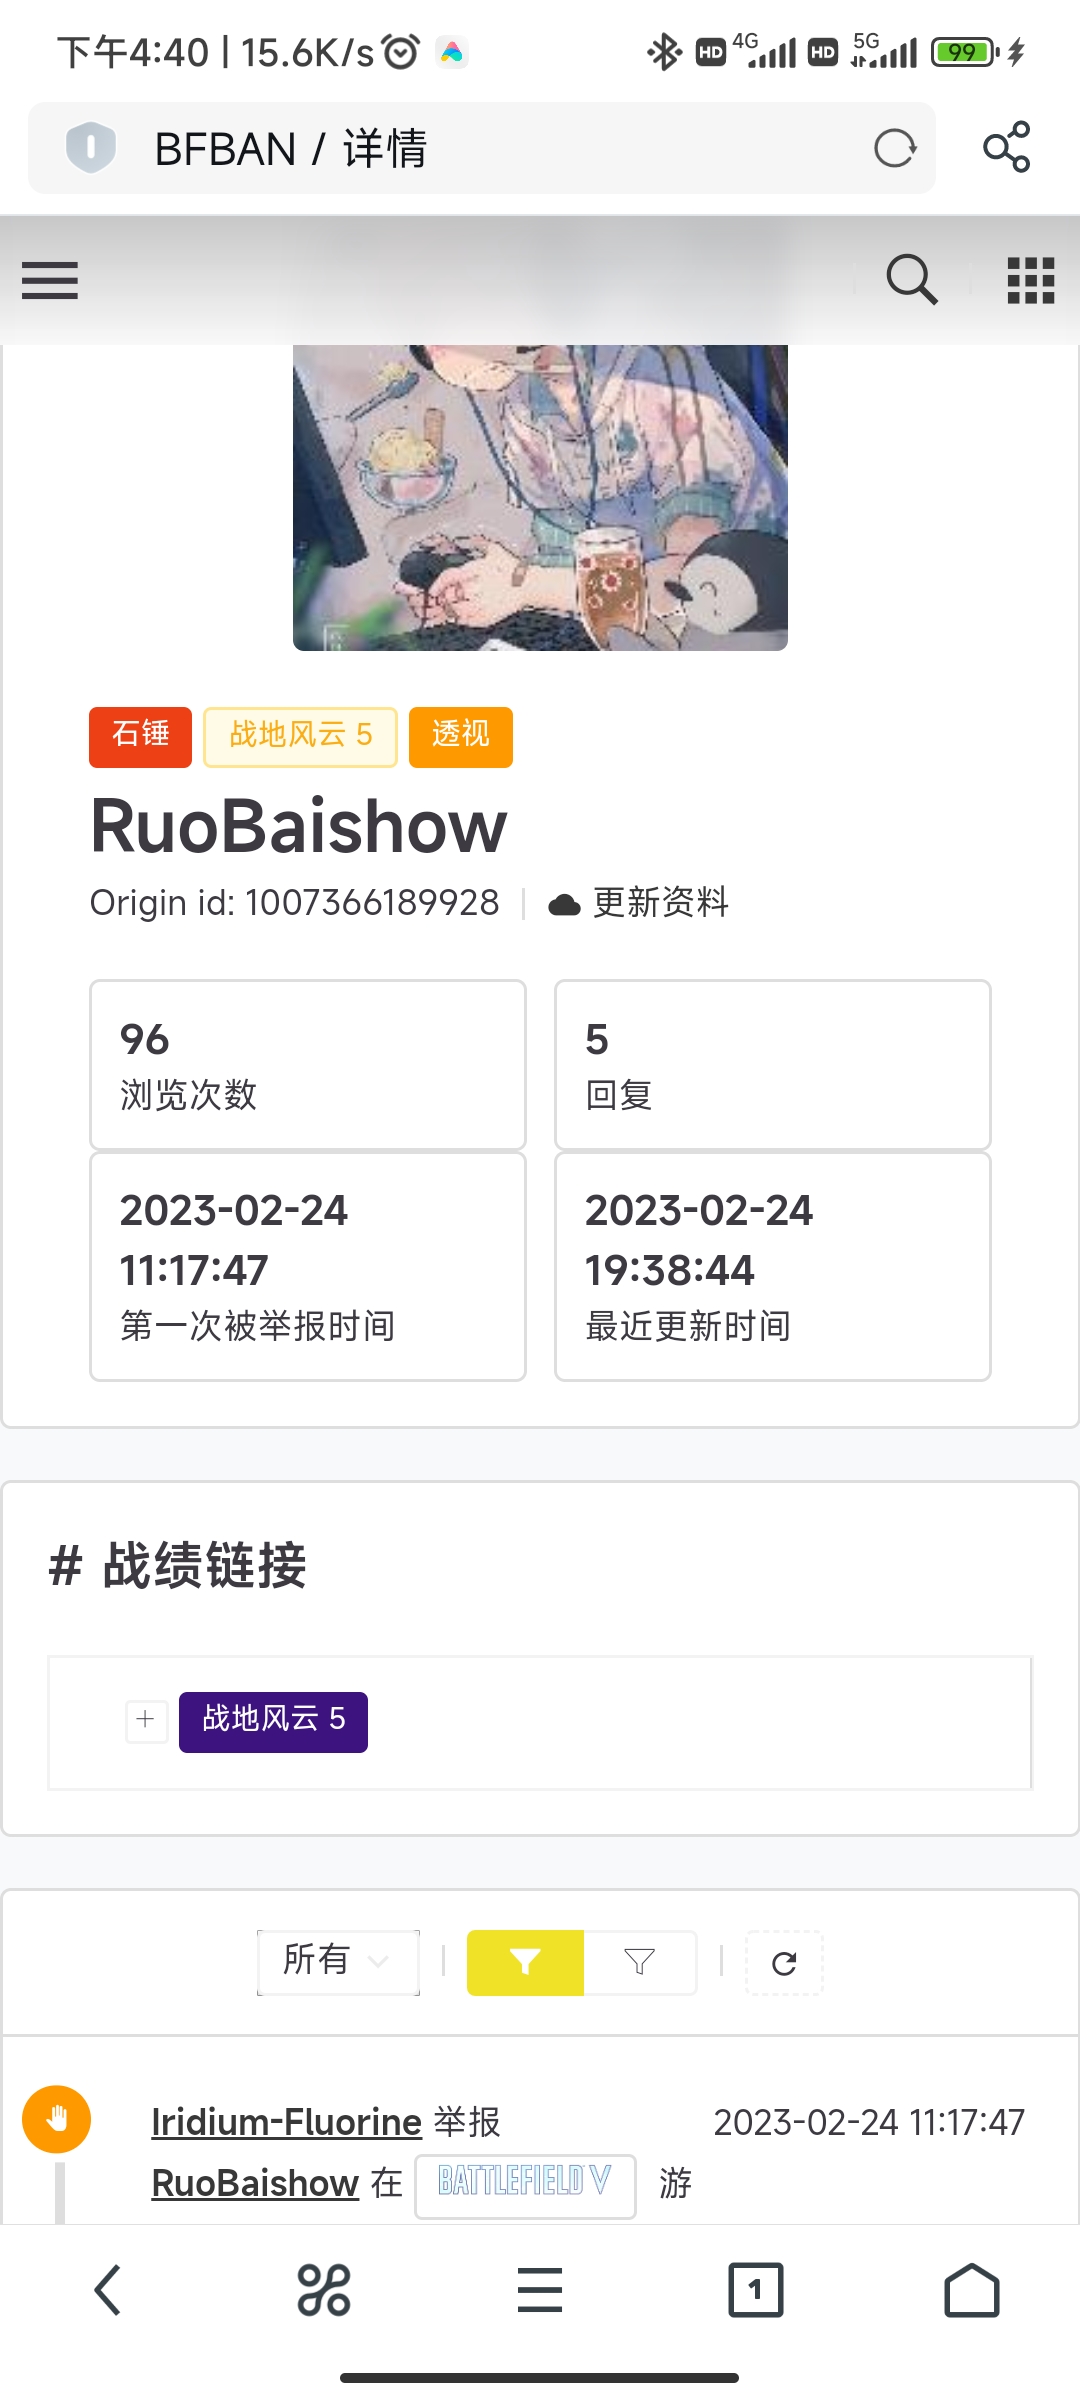 下午4:40 | 15.6K/s
HD 4G HD 5G 99
BFBAN / 详情
石锤 战地风云 5 透视
RuoBaishow
Origin id: 1007366189928 更新资料
96
浏览次数
5
回复
2023-02-24
11:17:47
第一次被举报时间
2023-02-24
19:38:44
最近更新时间
# 战绩链接
战地风云 5
所有
Iridium-Fluorine 举报 2023-02-24 11:17:47
RuoBaishow 在 BATTLEFIELD V 游
1